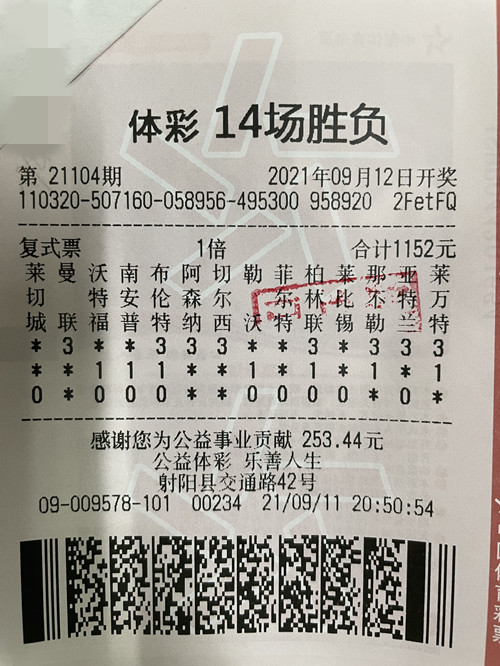 体彩 14场胜负
第 21104期 2021年09月12日开奖
110320-507160-058956-495300 958920 2FetFQ
复式票 1倍 合计1152元
莱 曼 沃 南 布 阿 切 勒 菲 柏 莱 那 亚 莱
切 特 安 伦 森 尔 尔 林 比 不 特 万
城 联 福 普 特 纳 西 沃 特 联 锡 勒 兰 特
* 3 * * 3 3 3 * * 3 * 3 3 3
* * 1 1 1 * * * * 1 1 1 * 1
0 * 0 0 0 * * 0 0 0 0 * 0 *
感谢您为公益事业贡献 253.44元
公益体彩 乐善人生
射阳县交通路42号
09-009578-101 00234 21/09/11 20:50:54